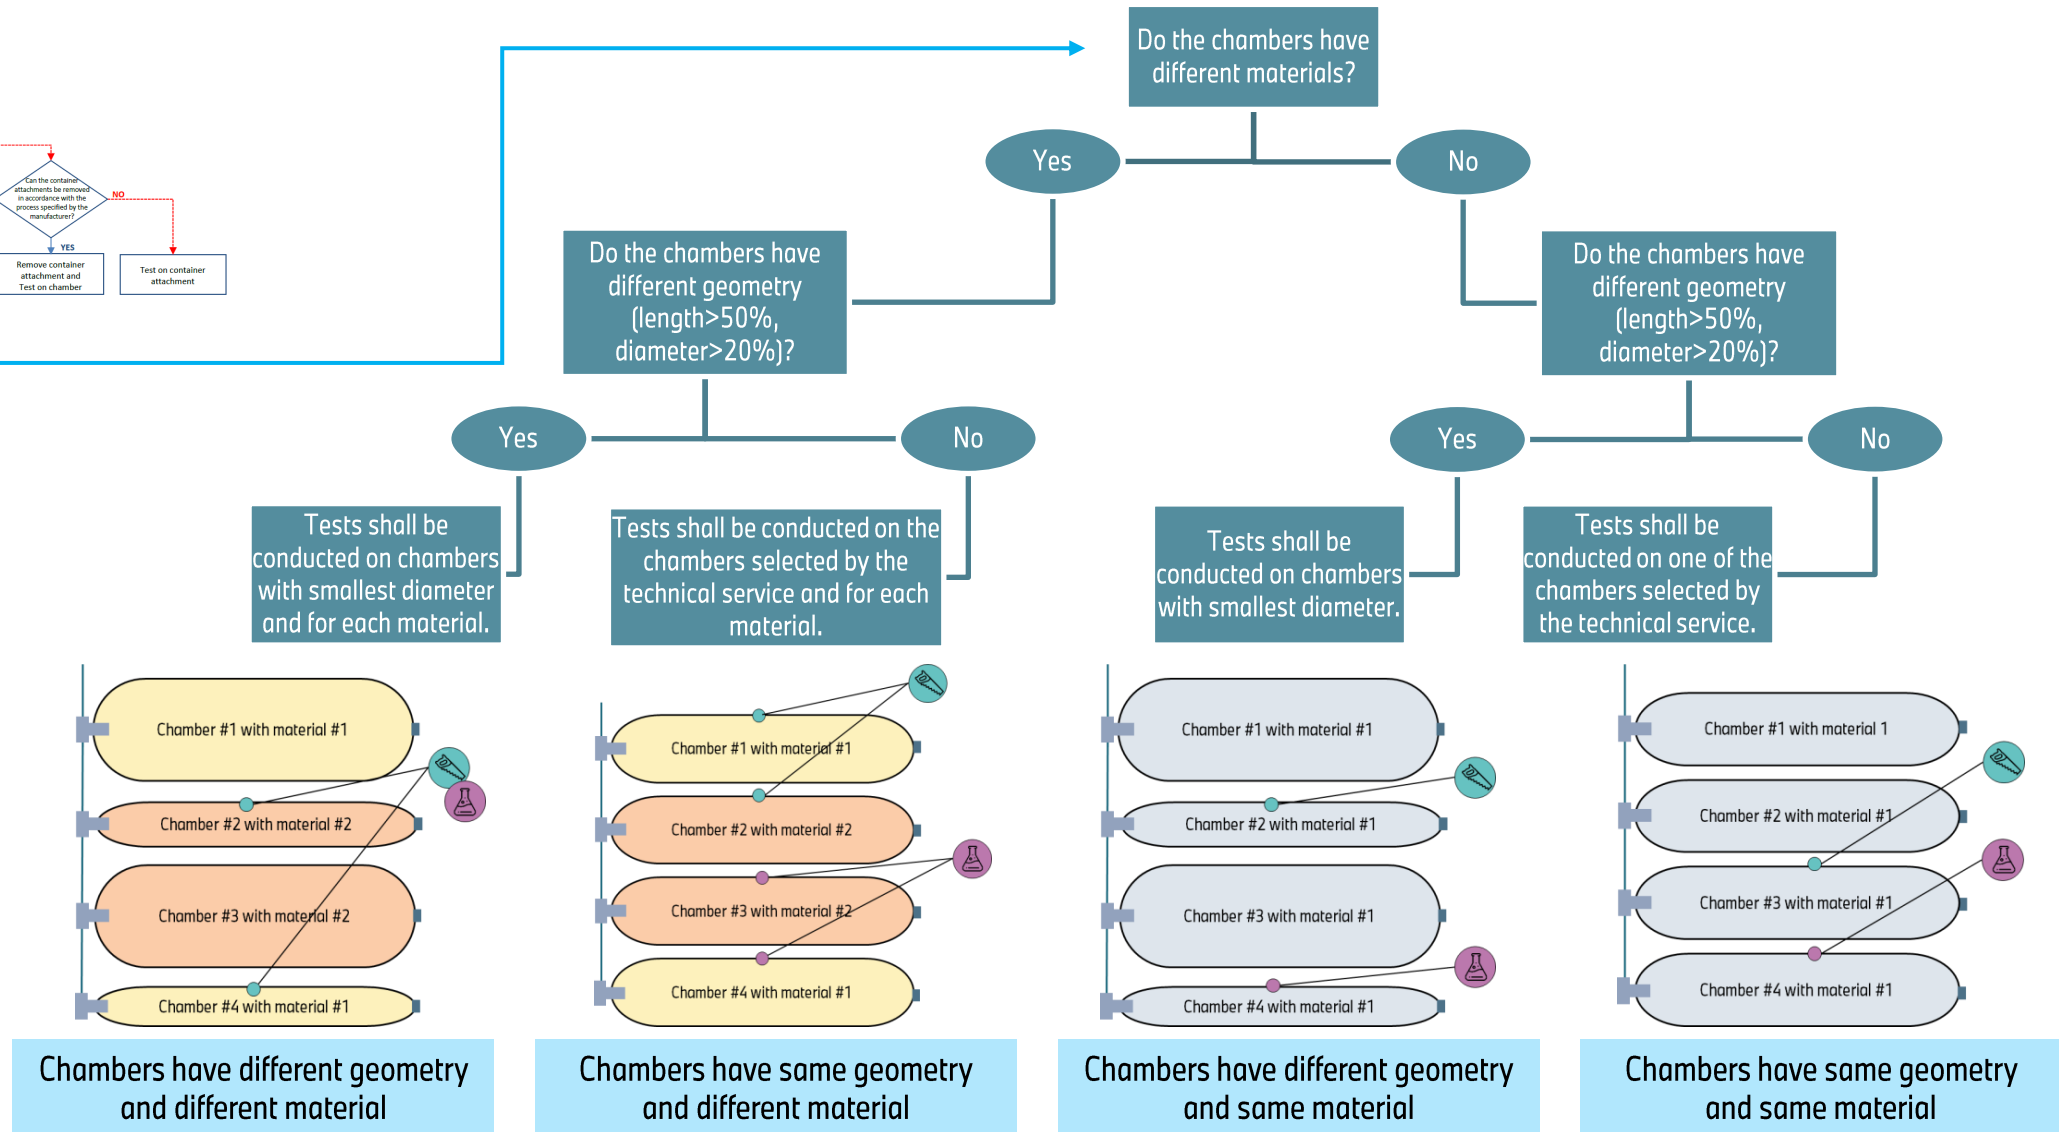 Do the chambers have
different materials?
Yes
No
Can the container
attachments be removed
in accordance with the
process specified by the
manufacturer?
NO
YES
Remove container
attachment and
Test on chamber
Test on container
attachment
Do the chambers have
different geometry
(length>50%,
diameter>20%)?
Do the chambers have
different geometry
(length>50%,
diameter>20%)?
Yes
No
Yes
No
Tests shall be
conducted on chambers
with smallest diameter
and for each material.
Tests shall be conducted on the
chambers selected by the
technical service and for each
material.
Tests shall be
conducted on chambers
with smallest diameter.
Tests shall be
conducted on one of the
chambers selected by
the technical service.
Chamber #1 with material #1
Chamber #2 with material #2
Chamber #3 with material #2
Chamber #4 with material #1
Chamber #1 with material #1
Chamber #2 with material #2
Chamber #3 with material #2
Chamber #4 with material #1
Chamber #1 with material #1
Chamber #2 with material #1
Chamber #3 with material #1
Chamber #4 with material #1
Chamber #1 with material 1
Chamber #2 with material #1
Chamber #3 with material #1
Chamber #4 with material #1
Chambers have different geometry
and different material
Chambers have same geometry
and different material
Chambers have different geometry
and same material
Chambers have same geometry
and same material